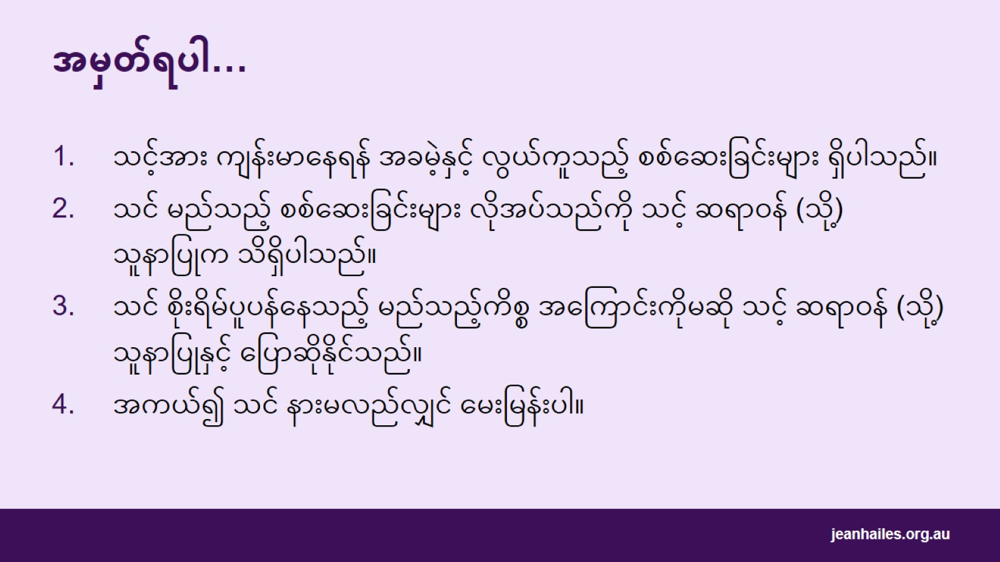 အမှတ်ရပါ...
1. သင့်အား ကျန်းမာနေရန် အခမဲ့နှင့် လွယ်ကူသည့် စစ်ဆေးခြင်းများ ရှိပါသည်။
2. သင် မည်သည့် စစ်ဆေးခြင်းများ လိုအပ်သည်ကို သင့် ဆရာဝန် (သို့)
သူနာပြုက သိရှိပါသည်။
3. သင် စိုးရိမ်ပူပန်နေသည့် မည်သည့်ကိစ္စ အကြောင်းကိုမဆို သင့် ဆရာဝန် (သို့)
သူနာပြုနှင့် ပြောဆိုနိုင်သည်။
4. အကယ်၍ သင် နားမလည်လျှင် မေးမြန်းပါ။
jeanhailes.org.au